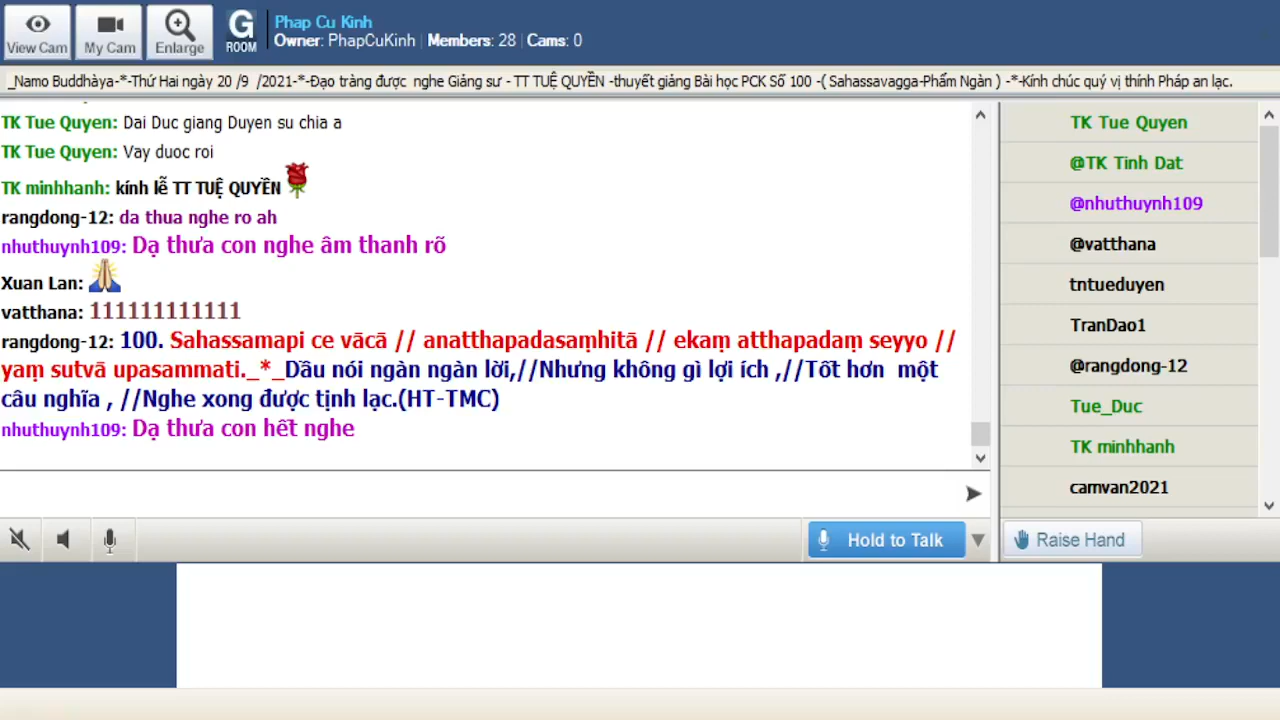 View Cam
My Cam
Enlarge
G
ROOM
Phap Cu Kinh
Owner: PhapCuKinh | Members: 28 | Cams: 0
_Namo Buddhàya-*-Thứ Hai ngày 20 /9 /2021-*-Đạo tràng được nghe Giảng sư - TT TUỆ QUYỀN -thuyết giảng Bài học PCK Số 100 -( Sahassavagga-Phẩm Ngàn ) -*-Kính chúc quý vị thính Pháp an lạc.
TK Tue Quyen: Dai Duc giang Duyen su chia a
TK Tue Quyen: Vay duoc roi
TK minhhanh: kính lễ TT TUỆ QUYỀN
rangdong-12: da thua nghe ro ah
nhuthuynh109: Dạ thưa con nghe âm thanh rõ
Xuan Lan:
vatthana: 111111111111
rangdong-12: 100. Sahassamapi ce vācā // anatthapadasaṃhitā // ekaṃ atthapadaṃ seyyo //
yaṃ sutvā upasammati._*_Dầu nói ngàn ngàn lời,//Nhưng không gì lợi ích ,//Tốt hơn một
câu nghĩa , //Nghe xong được tịnh lạc.(HT-TMC)
nhuthuynh109: Dạ thưa con hết nghe
TK Tue Quyen
@TK Tinh Dat
@nhuthuynh109
@vatthana
tntueduyen
TranDao1
@rangdong-12
Tue_Duc
TK minhhanh
camvan2021
Hold to Talk
Raise Hand